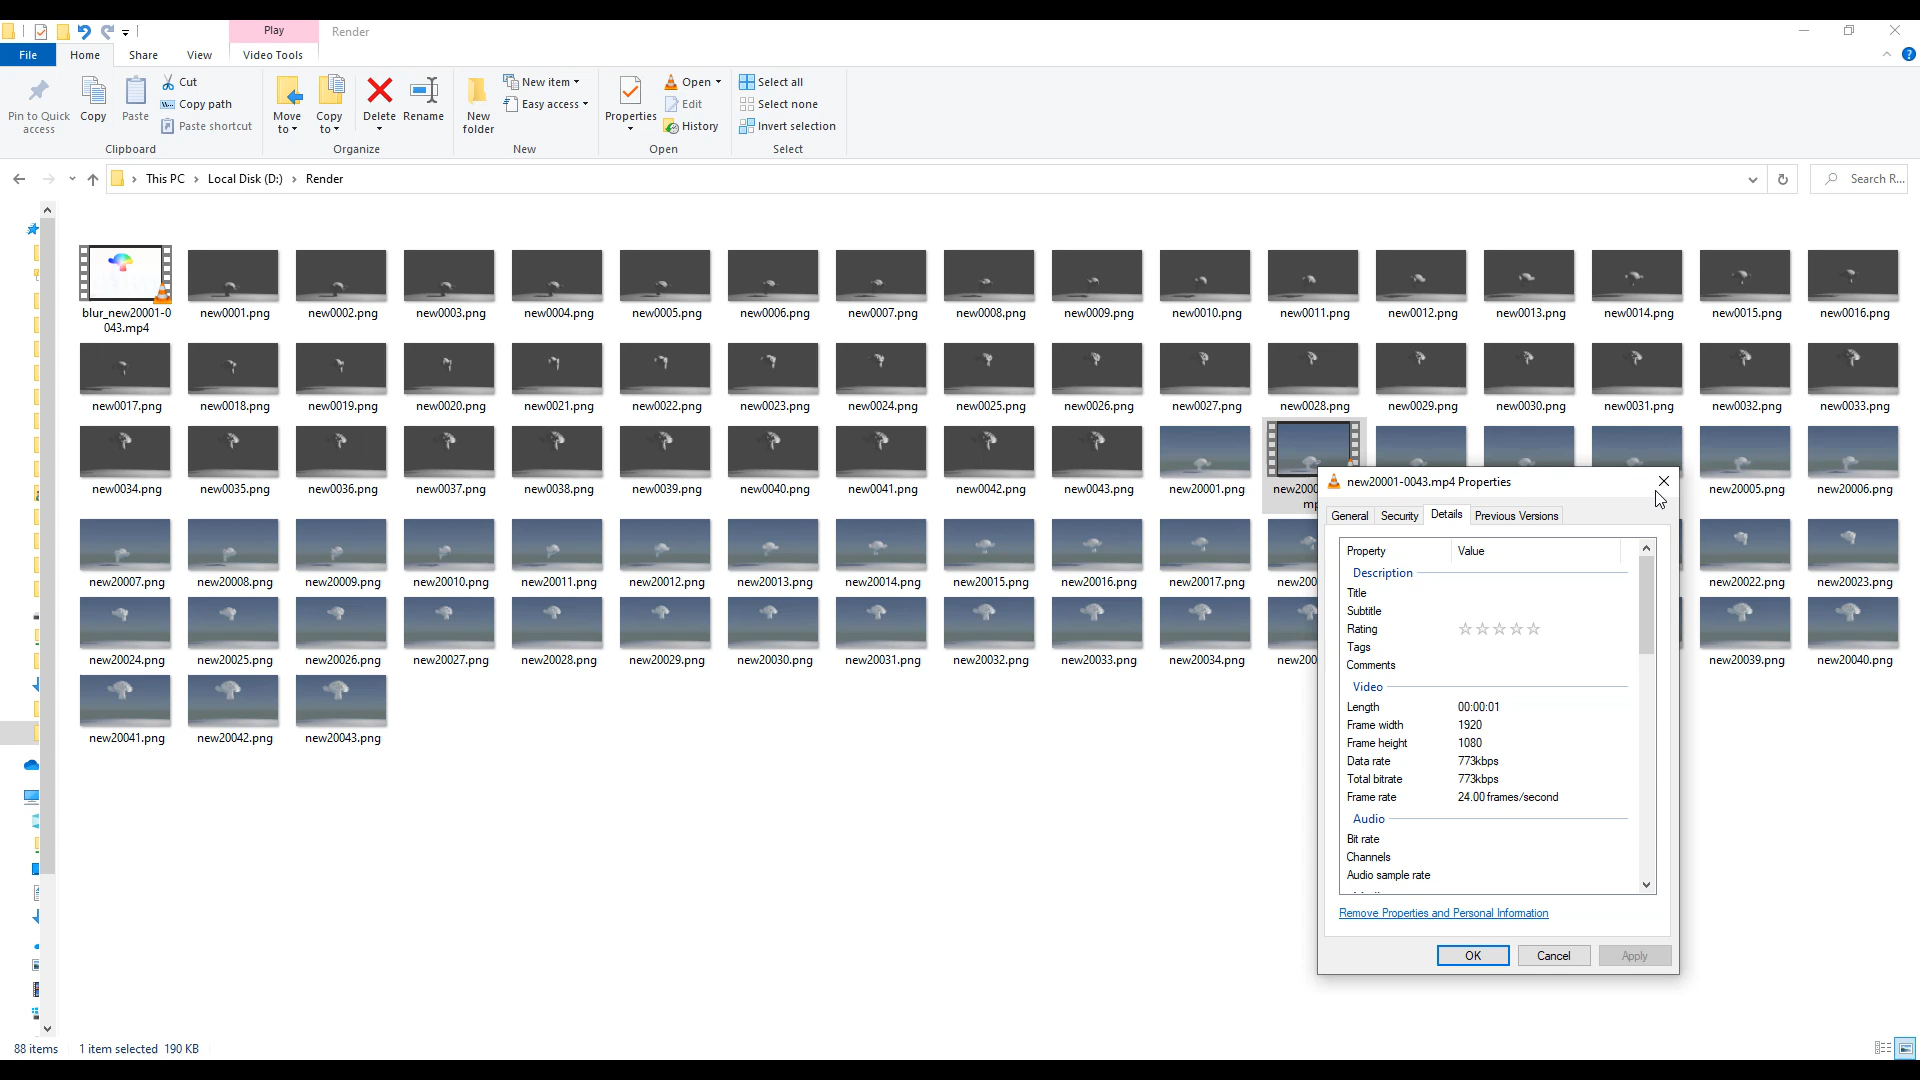 Play
Render
File
Home
Share
View
Video Tools
Pin to Quick
access
Copy
Paste
Cut
Copy path
Paste shortcut
Clipboard
Move
to
Copy
to
Delete
Rename
Organize
New
folder
New item
Easy access
New
Properties
Open
Edit
History
Open
Select all
Select none
Invert selection
Select
This PC
Local Disk (D:)
Render
Search R...
blur_new20001-0
043.mp4
new0001.png
new0002.png
new0003.png
new0004.png
new0005.png
new0006.png
new0007.png
new0008.png
new0009.png
new0010.png
new0011.png
new0012.png
new0013.png
new0014.png
new0015.png
new0016.png
new0017.png
new0018.png
new0019.png
new0020.png
new0021.png
new0022.png
new0023.png
new0024.png
new0025.png
new0026.png
new0027.png
new0028.png
new0029.png
new0030.png
new0031.png
new0032.png
new0033.png
new0034.png
new0035.png
new0036.png
new0037.png
new0038.png
new0039.png
new0040.png
new0041.png
new0042.png
new0043.png
new20001.png
new20005.png
new20006.png
new20007.png
new20008.png
new20009.png
new20010.png
new20011.png
new20012.png
new20013.png
new20014.png
new20015.png
new20016.png
new20017.png
new20022.png
new20023.png
new20024.png
new20025.png
new20026.png
new20027.png
new20028.png
new20029.png
new20030.png
new20031.png
new20032.png
new20033.png
new20034.png
new20039.png
new20040.png
new20041.png
new20042.png
new20043.png
new20001-0043.mp4 Properties
General
Security
Details
Previous Versions
Property
Value
Description
Title
Subtitle
Rating
Tags
Comments
Video
Length 00:00:01
Frame width 1920
Frame height 1080
Data rate 773kbps
Total bitrate 773kbps
Frame rate 24.00 frames/second
Audio
Bit rate
Channels
Audio sample rate
Remove Properties and Personal Information
OK
Cancel
Apply
88 items
1 item selected 190 KB